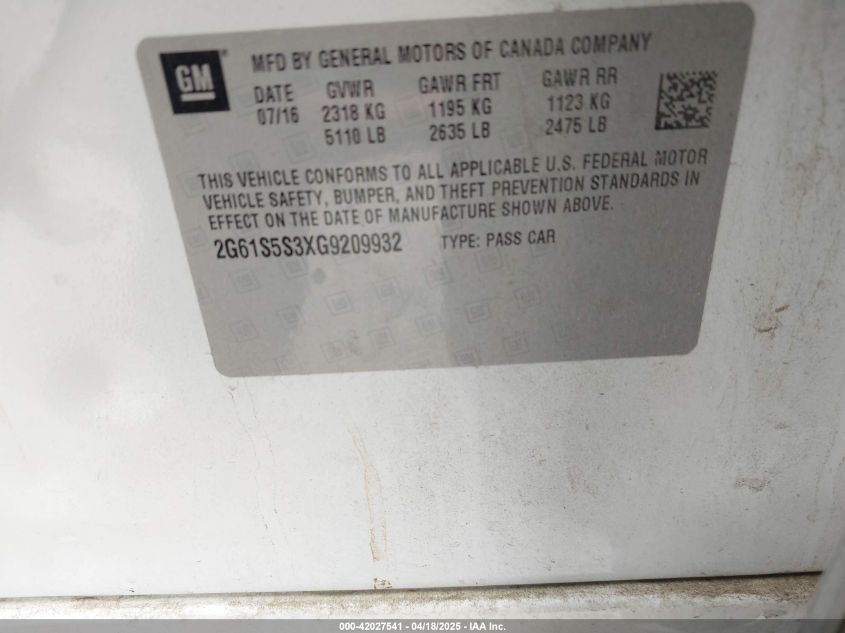 GM
MFD BY GENERAL MOTORS OF CANADA COMPANY
DATE GVWR GAWR FRT GAWR RR
07/16 2318 KG 1195 KG 1123 KG
5110 LB 2635 LB 2475 LB
THIS VEHICLE CONFORMS TO ALL APPLICABLE U.S. FEDERAL MOTOR
VEHICLE SAFETY, BUMPER, AND THEFT PREVENTION STANDARDS IN
EFFECT ON THE DATE OF MANUFACTURE SHOWN ABOVE.
2G61S5S3XG9209932 TYPE: PASS CAR
000-42027541 - 04/18/2025 - IAA Inc.